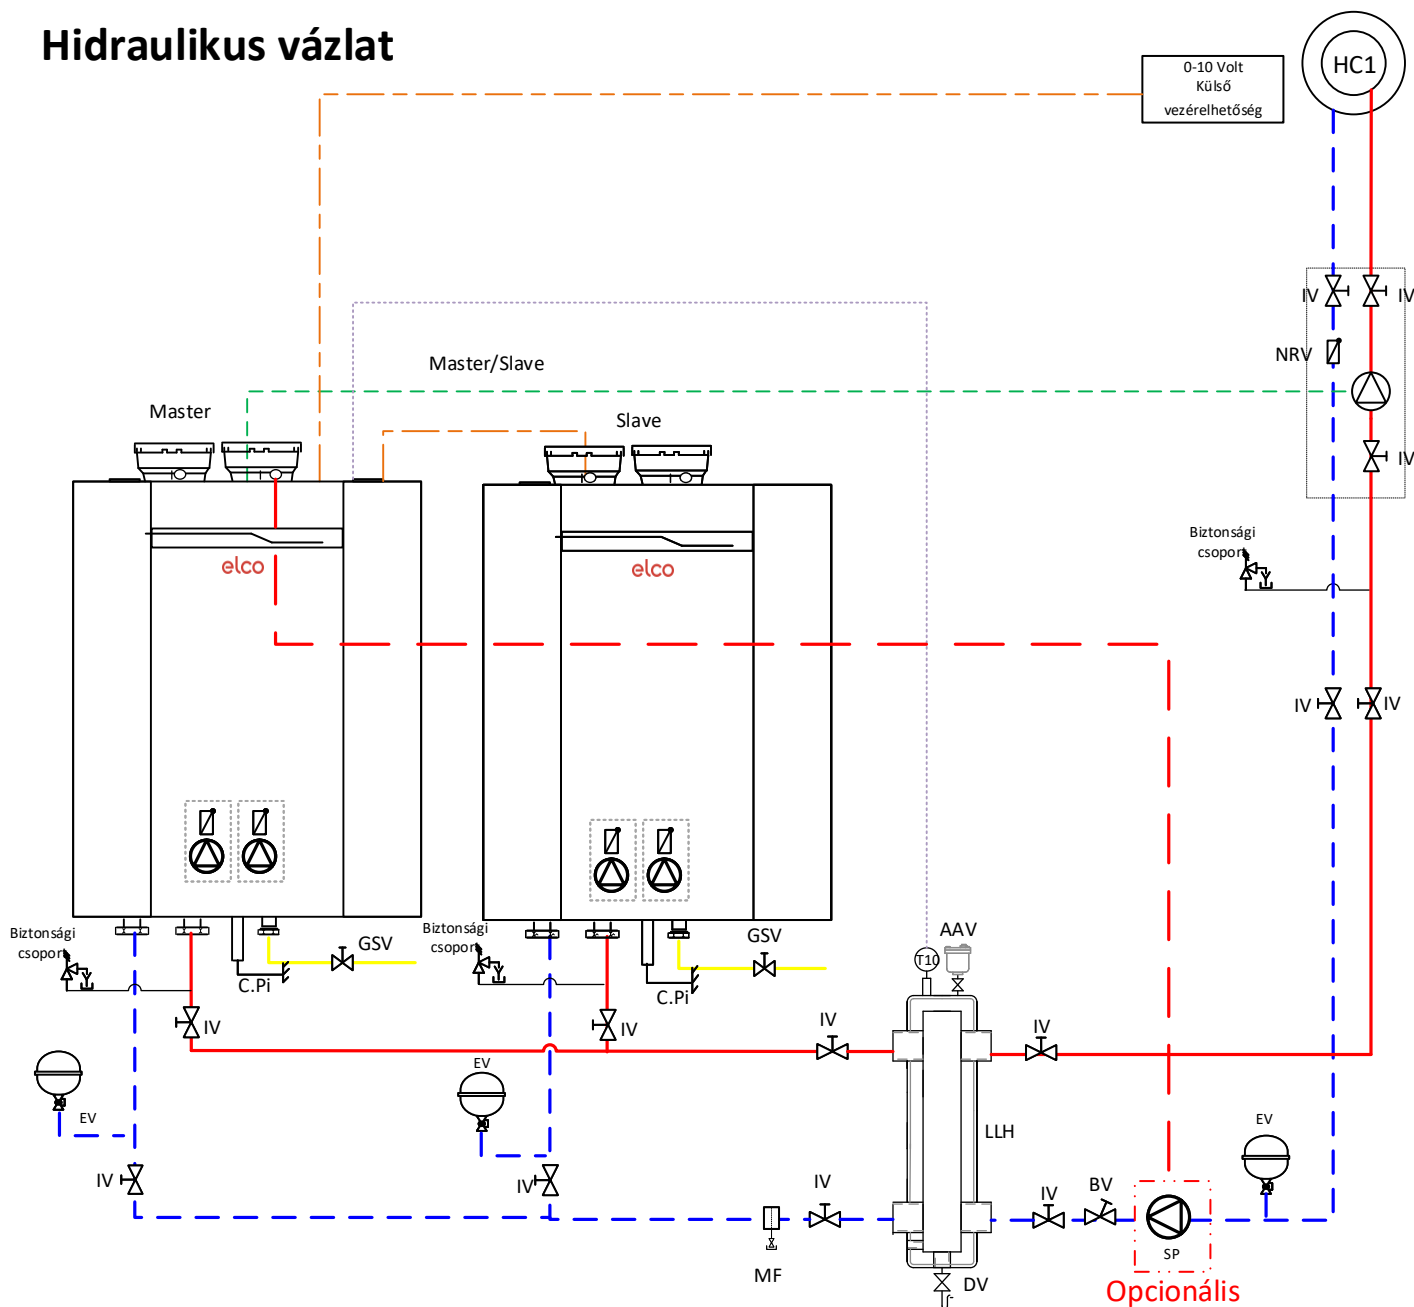 Hidraulikus vázlat
0-10 Volt
Külső
vezérelhetőség
HC1
IV
IV
NRV
IV
Master/Slave
Master
Slave
elco
elco
Biztonsági
csoport
IV
IV
Biztonsági
csoport
GSV
C.Pi
Biztonsági
csoport
GSV
C.Pi
T10
AAV
IV
IV
IV
IV
EV
EV
LLH
EV
IV
IV
IV
IV
BV
SP
MF
DV
Opcionális